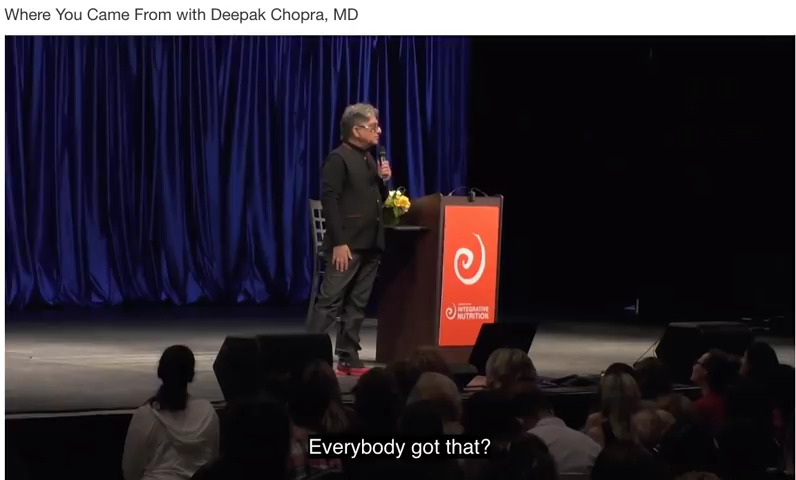 Where You Came From with Deepak Chopra, MD
INTEGRATIVE
NUTRITION
Everybody got that?